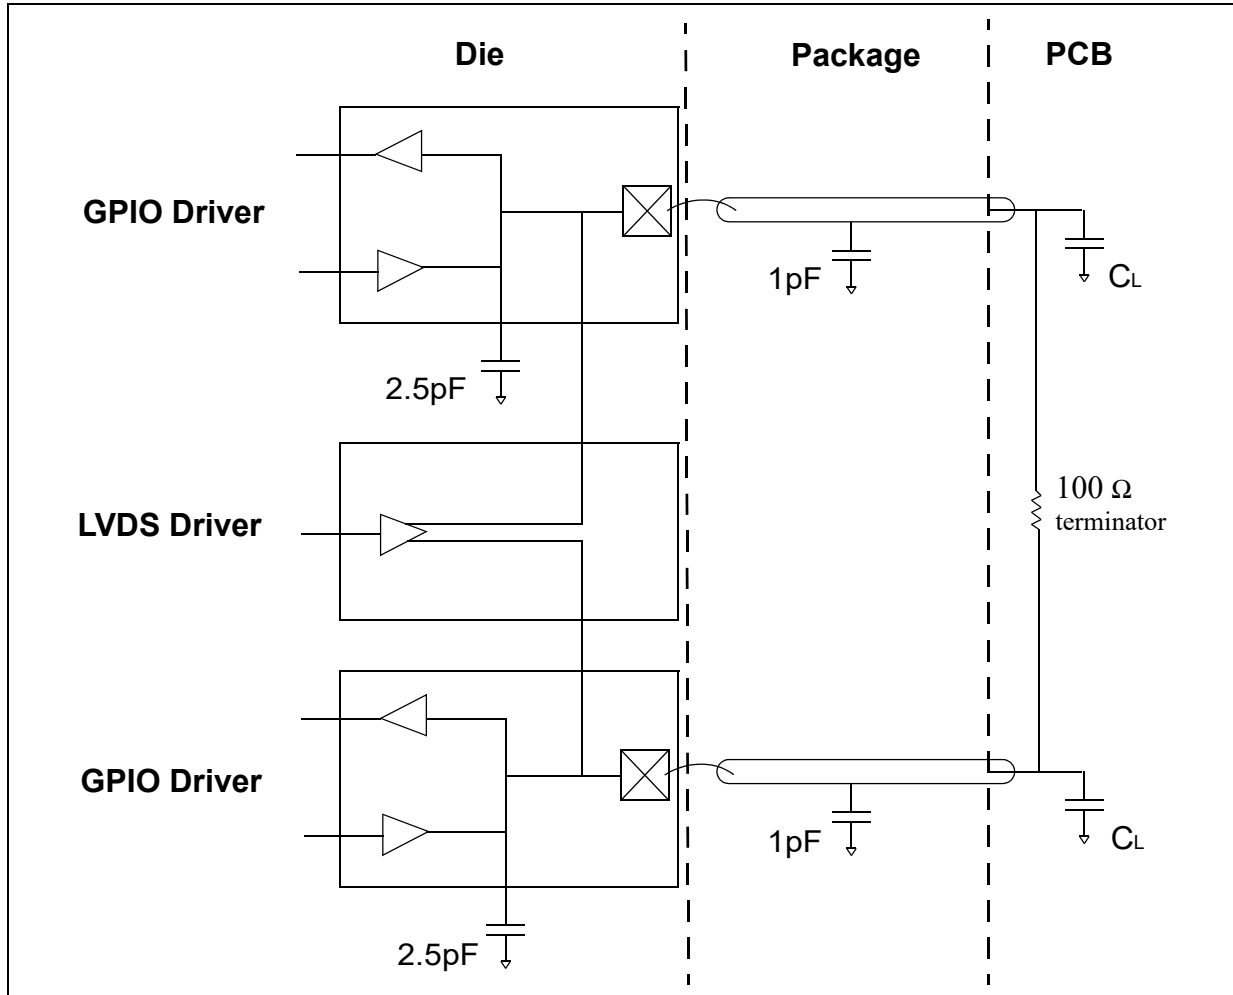 Die
Package
PCB
GPIO Driver
1pF
CL
2.5pF
LVDS Driver
100 Ω
terminator
GPIO Driver
1pF
CL
2.5pF